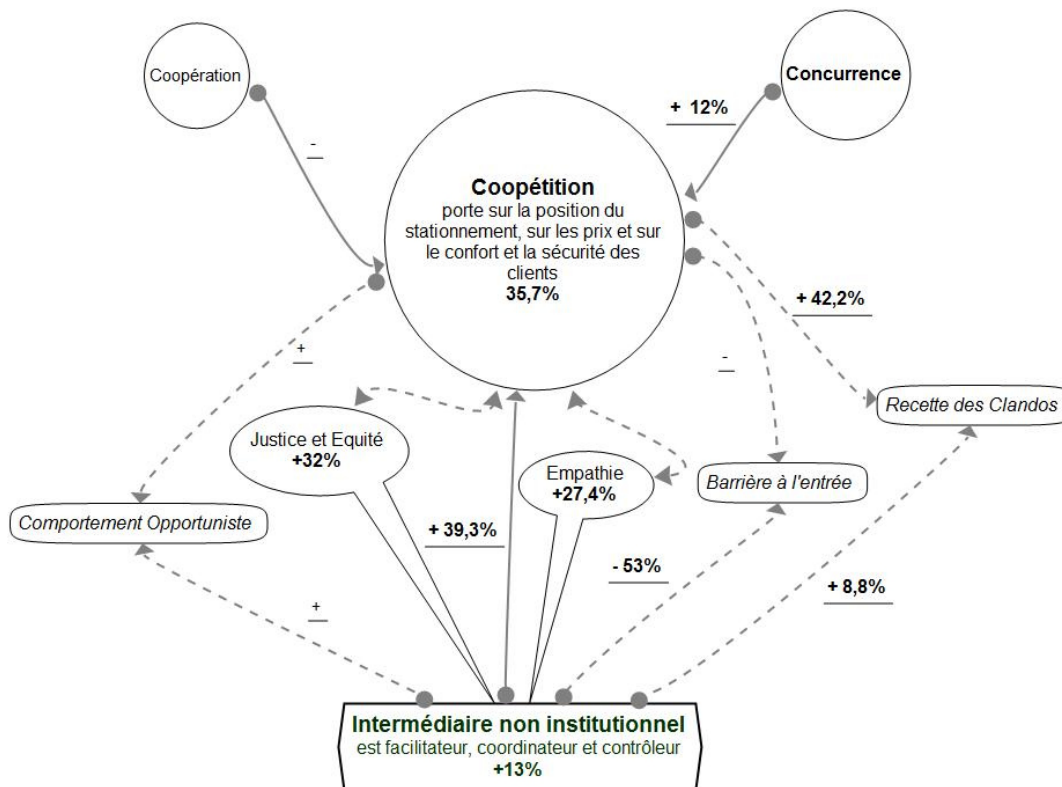 Coopération
Concurrence
+ 12%
-
Coopétition
porte sur la position du
stationnement, sur les prix et sur
le confort et la sécurité des
clients
35,7%
+ 42,2%
+
-
Recette des Clandos
Justice et Equité
+32%
Empathie
+27,4%
Barrière à l'entrée
Comportement Opportuniste
+ 39,3%
- 53%
+ 8,8%
+
Intermédiaire non institutionnel
est facilitateur, coordinateur et contrôleur
+13%